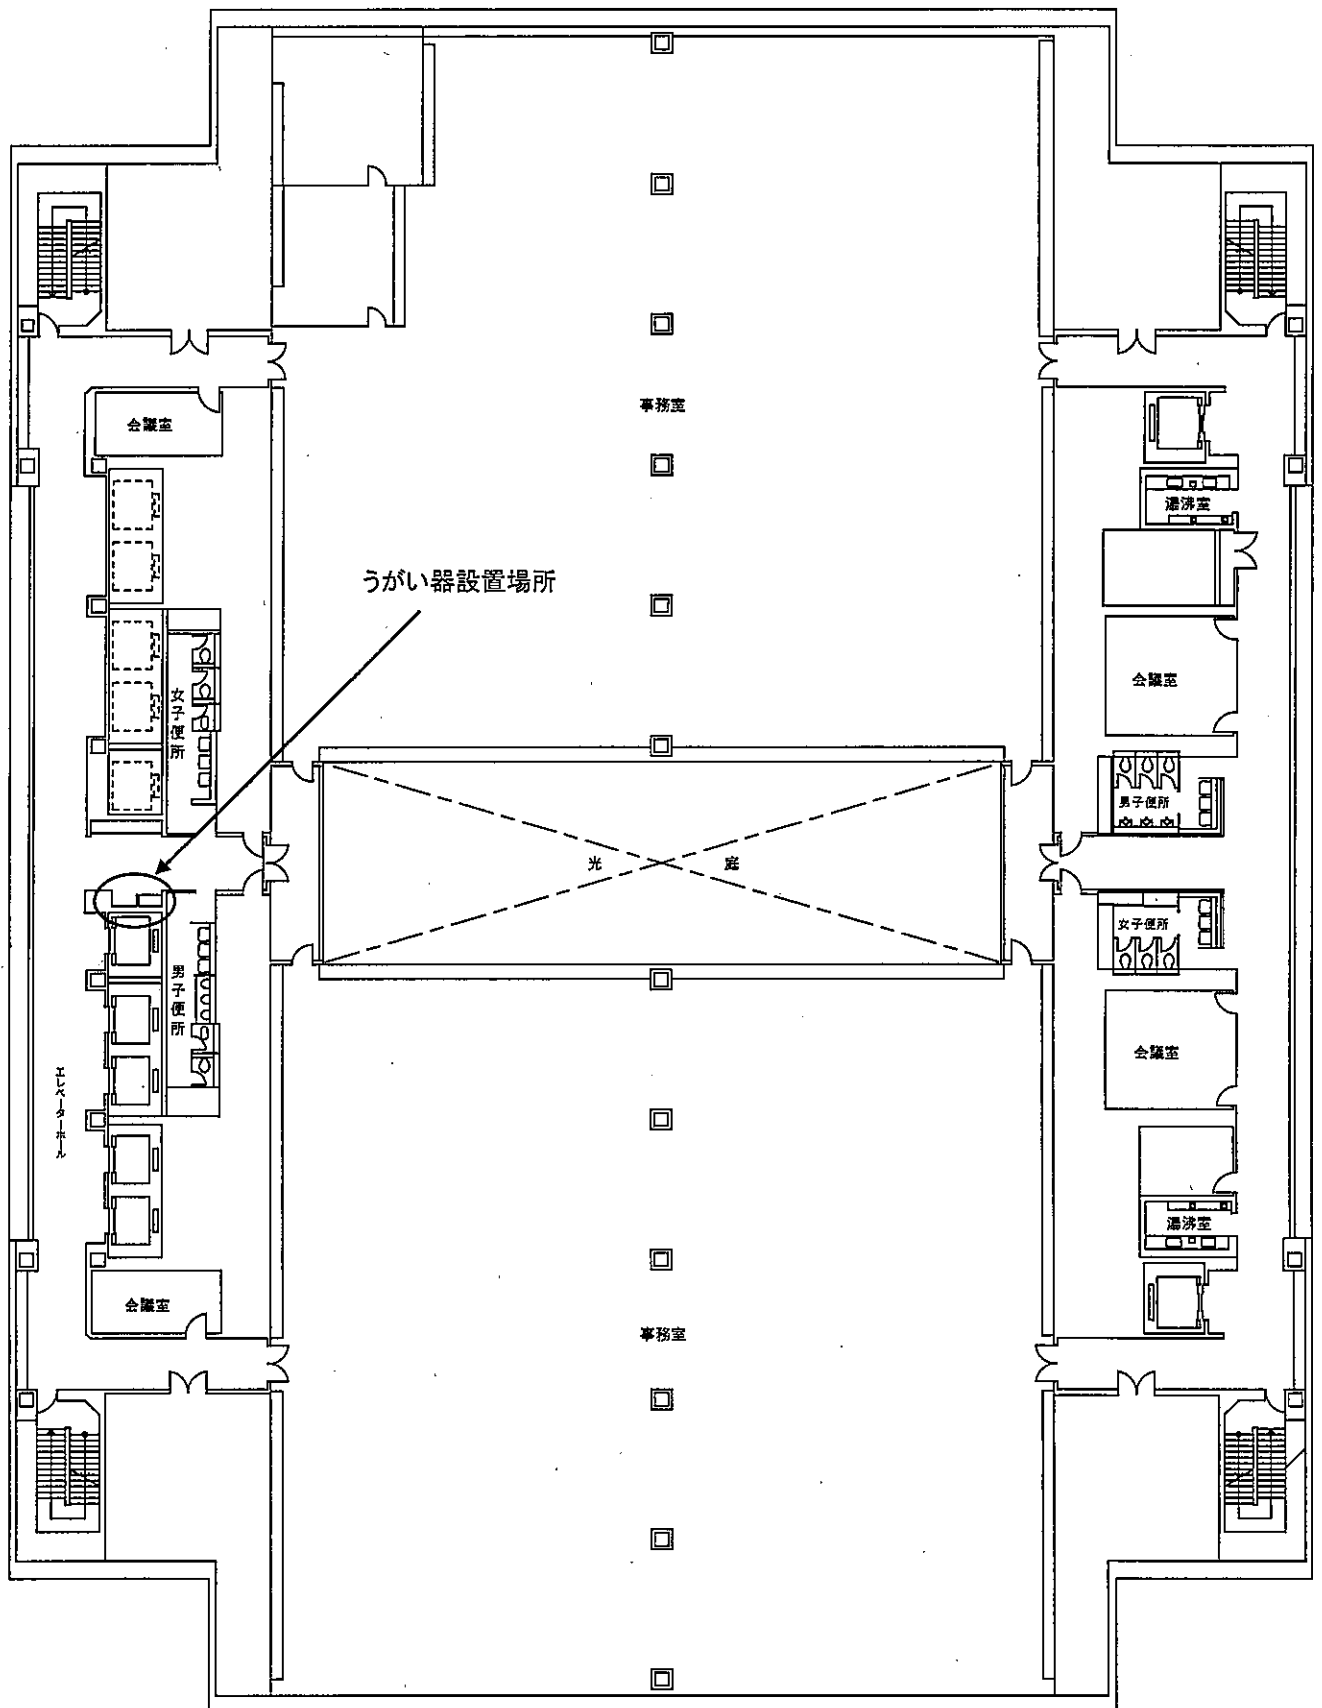 事務室
会議室
湯沸室
うがい器設置場所
会議室
女子便所
男子便所
光庭
女子便所
男子便所
会議室
エレベーターホール
湯沸室
会議室
事務室